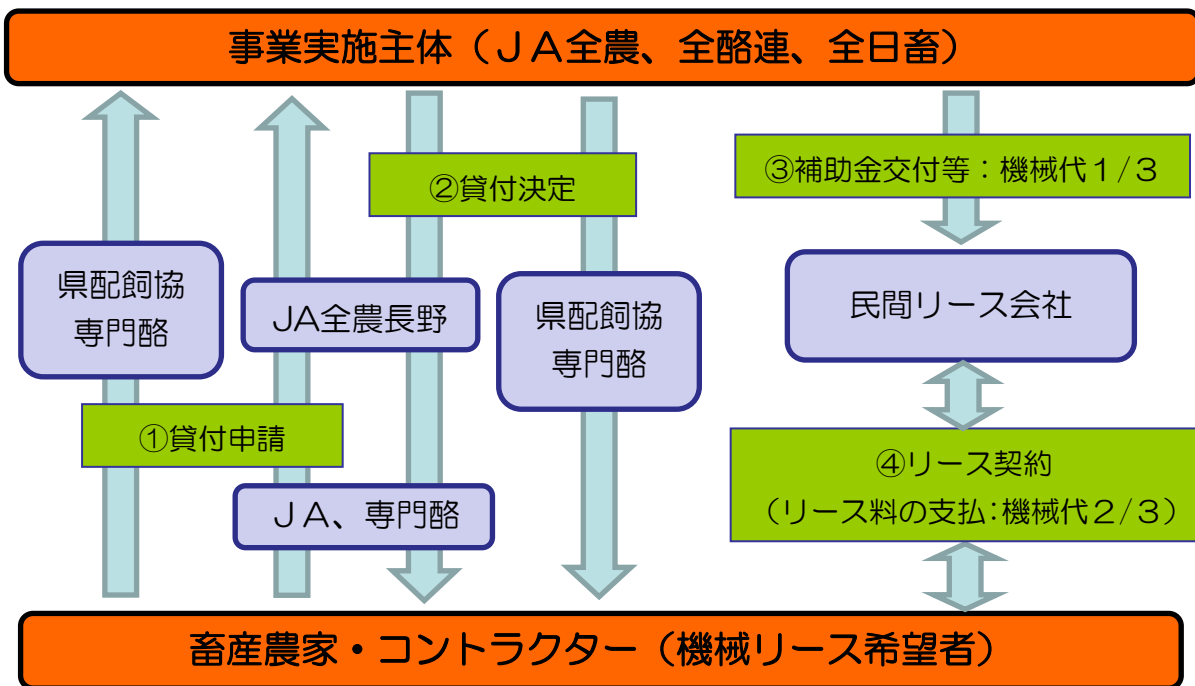 事業実施主体（ＪＡ全農、全酪連、全日畜）
③補助金交付等：機械代１/３
②貸付決定
県配飼協
専門酪
JA全農長野
県配飼協
専門酪
民間リース会社
①貸付申請
ＪＡ、専門酪
④リース契約
（リース料の支払：機械代２/３）
畜産農家・コントラクター（機械リース希望者）